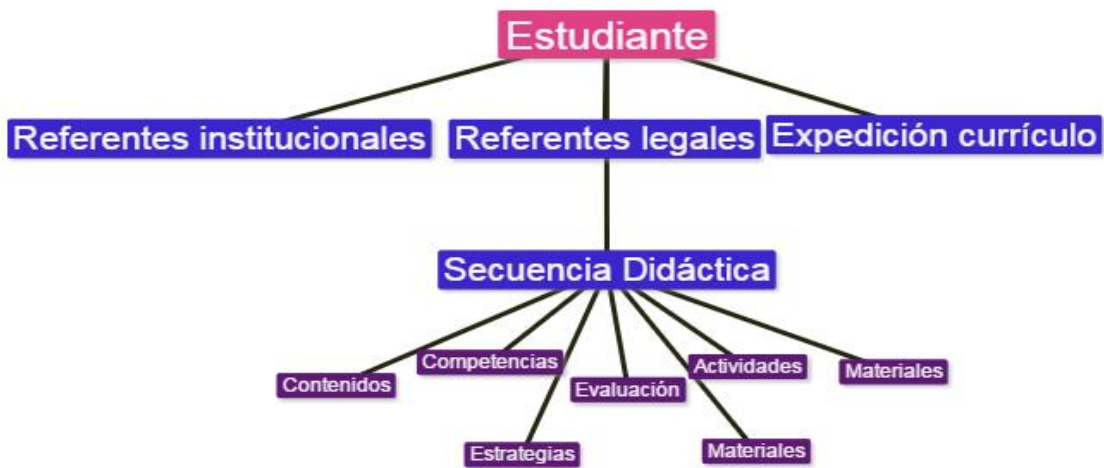 Estudiante
Referentes institucionales
Referentes legales
Expedición currículo
Secuencia Didáctica
Contenidos
Competencias
Estrategias
Evaluación
Materiales
Actividades
Materiales